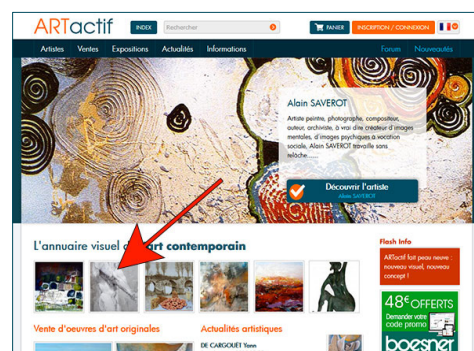 ARTactif
INDEX
Rechercher
PANIER
INSCRIPTION / CONNEXION
Artistes Ventes Expositions Actualités Informations Forum Nouveautés
Alain SAVEROT
Artiste peintre, photographe, compositeur,
auteur, archiviste, à vrai dire créateur d'images
mentales, d'images psychiques à vocation
sociale, Alain SAVEROT travaille sans
relâche......
Découvrir l'artiste
Alain SAVEROT
L'annuaire visuel d art contemporain
Flash Info
ARTactif fait peau neuve :
nouveau visuel, nouveau
concept !
48€ OFFERTS
Demander votre
code promo
boesner
Vente d'oeuvres d'art originales
Actualités artistiques
DE CARGOUËT Yann